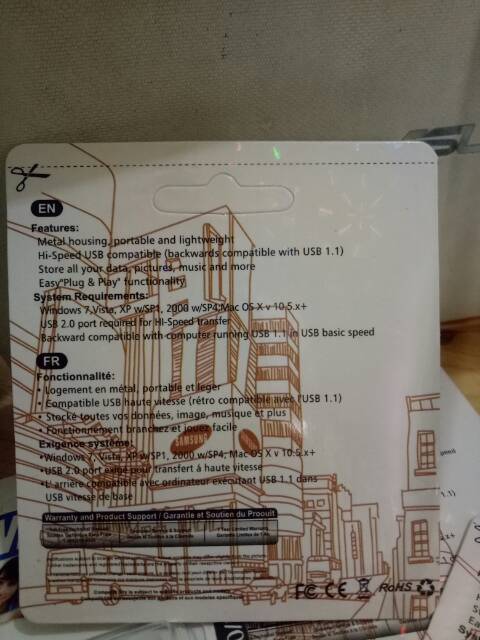 EN
Features:
Metal housing, portable and lightweight
Hi-Speed USB compatible (backwards compatible with USB 1.1)
Store all your data, pictures, music and more
Easy"Plug & Play" functionality
System Requirements:
Windows 7,Vista, XP w/SP1, 2000 w/SP4;Mac OS X v 10.5.x+
USB 2.0 port required for HI-Speed transfer
Backward compatible with computer running USB 1.1 in USB basic speed
FR
Fonctionnalité:
• Logement en métal, portable et leger
• Compatible USB haute vitesse (rétro compatible avec l'USB 1.1)
• Stocké toutes vos données, image, musique et plus
• Fonctionnement branchez et jouez facile
Exigence système:
•Windows 7, Vista, XP w/SP1, 2000 w/SP4; Mac OS X X v 10.5.x+
•USB 2.0 port exigé pour transfert á haute vitesse
•L' arrière compatible avec ordinateur exécutant USB 1.1 dans
USB vitesse de base
SAMSUNG
Warranty and Product Support / Garantie et Soutien du Prouuit
FC CE RoHS